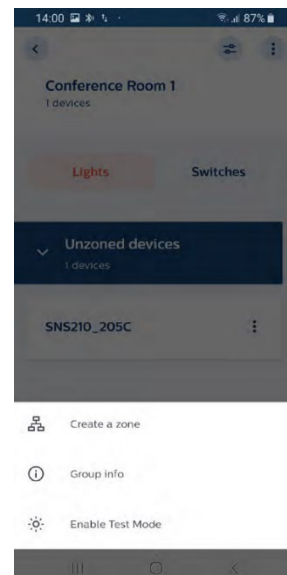 14:00 87%
Conference Room 1
1 devices
Lights Switches
Unzoned devices
1 devices
SNS210_205C
Create a zone
Group info
Enable Test Mode